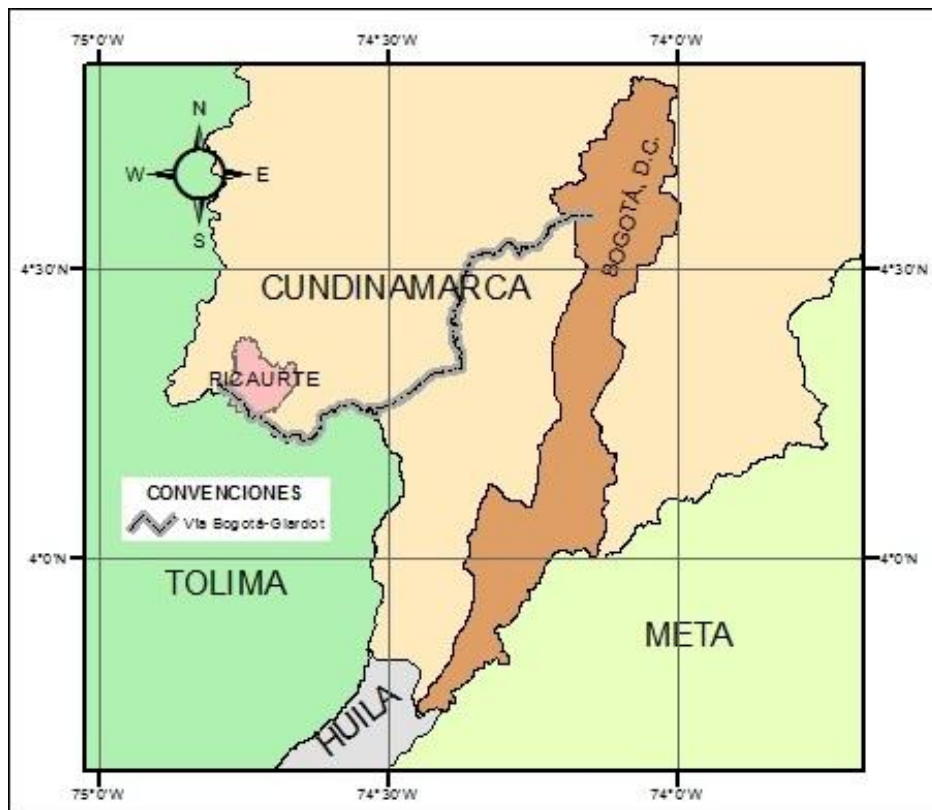 75°0'W
74°30'W
74°0'W
N
W
E
S
BOGOTÁ, D.C.
4°30'N
4°30'N
CUNDINAMARCA
RICAURTE
CONVENCIONES
Vía Bogotá-Giardot
4°0'N
4°0'N
TOLIMA
META
HUILA
75°0'W
74°30'W
74°0'W